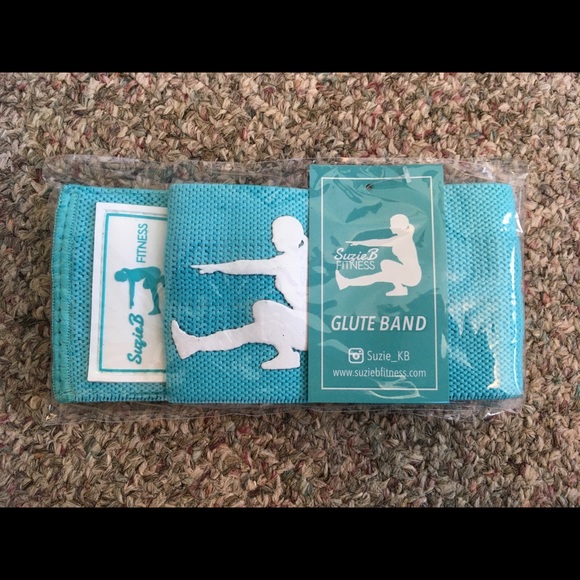 SuzieB
FITNESS
SuzieB
FITNESS
GLUTE BAND
Suzie_KB
www.suziebfitness.com